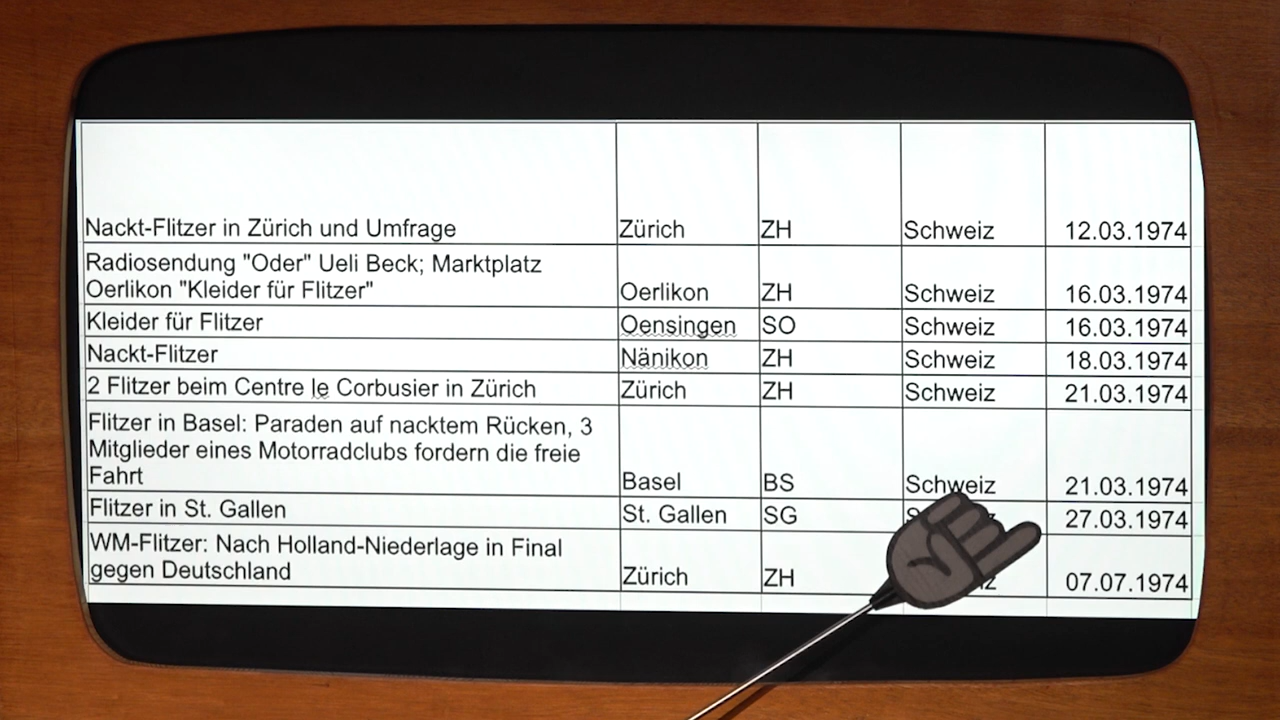 Nackt-Flitzer in Zürich und Umfrage Zürich ZH Schweiz 12.03.1974
Radiosendung "Oder" Ueli Beck; Marktplatz
Oerlikon "Kleider für Flitzer" Oerlikon ZH Schweiz 16.03.1974
Kleider für Flitzer Oensingen SO Schweiz 16.03.1974
Nackt-Flitzer Nänikon ZH Schweiz 18.03.1974
2 Flitzer beim Centre le Corbusier in Zürich Zürich ZH Schweiz 21.03.1974
Flitzer in Basel: Paraden auf nacktem Rücken, 3
Mitglieder eines Motorradclubs fordern die freie
Fahrt Basel BS Schweiz 21.03.1974
Flitzer in St. Gallen St. Gallen SG 27.03.1974
WM-Flitzer: Nach Holland-Niederlage in Final
gegen Deutschland Zürich ZH 07.07.1974